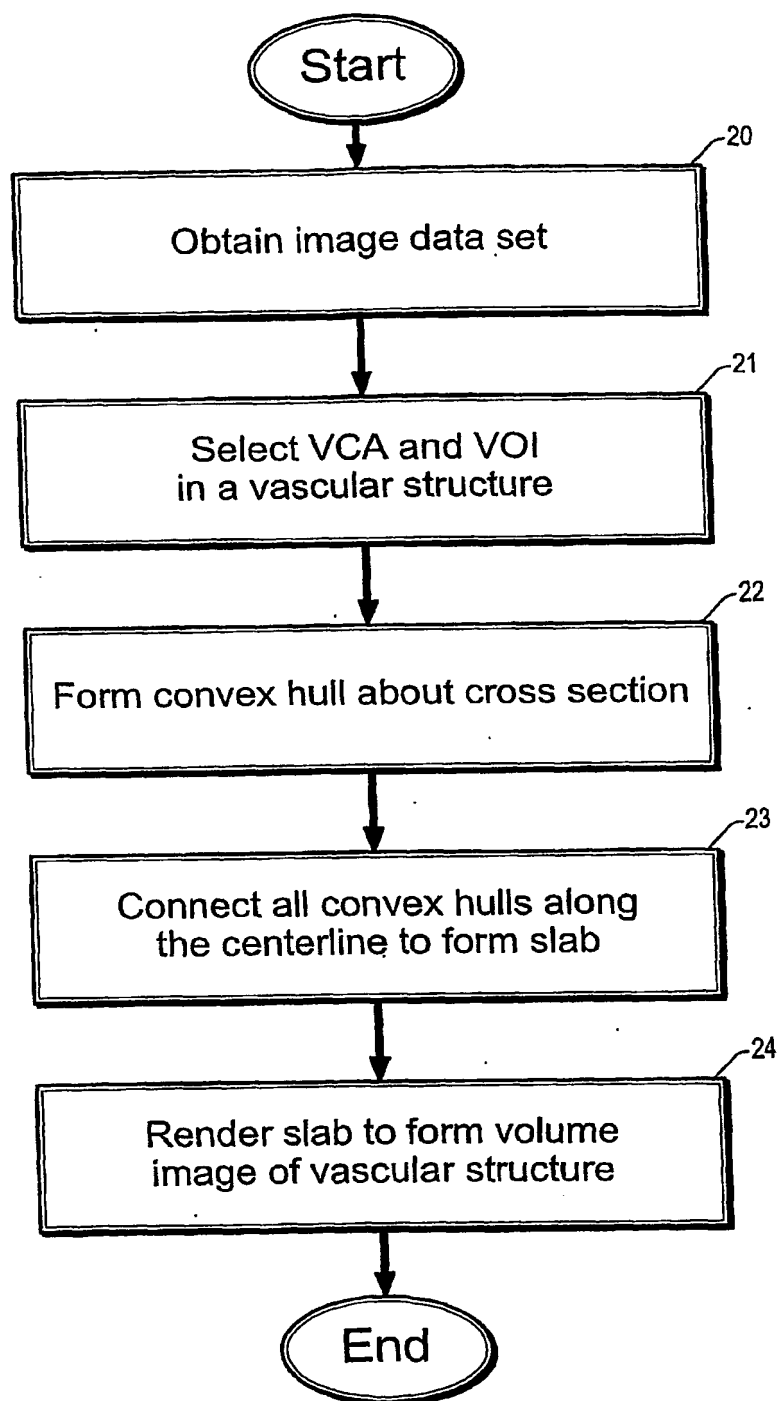 Start
20
Obtain image data set
21
Select VCA and VOI
in a vascular structure
22
Form convex hull about cross section
23
Connect all convex hulls along
the centerline to form slab
24
Render slab to form volume
image of vascular structure
End